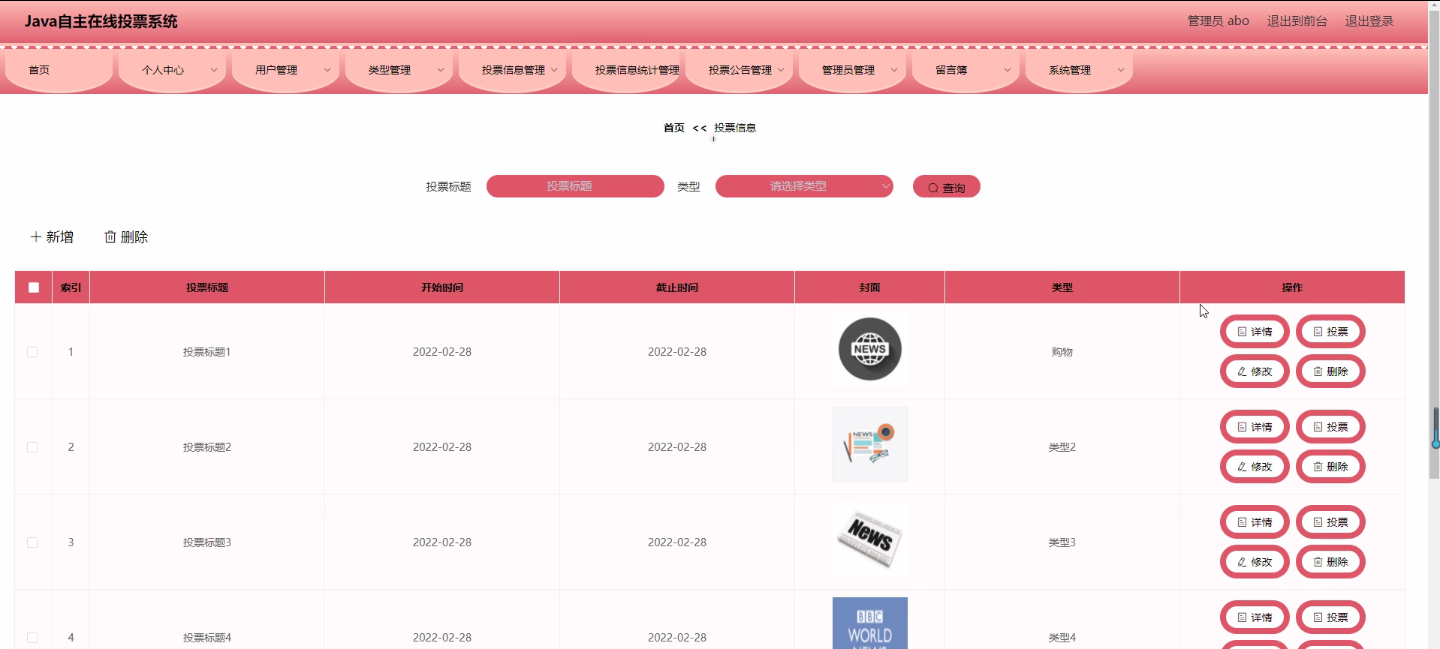 Java自主在线投票系统
管理员 abo 退出到前台 退出登录
首页 个人中心 用户管理 类型管理 投票信息管理 投票信息统计管理 投票公告管理 管理员管理 留言簿 系统管理
首页 << 投票信息
投票标题 投票标题 类型 请选择类型 查询
新增 删除
索引 投票标题 开始时间 截止时间 封面 类型 操作
1 投票标题1 2022-02-28 2022-02-28 NEWS 购物 详情 投票
修改 删除
2 投票标题2 2022-02-28 2022-02-28 NEWS 类型2 详情 投票
修改 删除
3 投票标题3 2022-02-28 2022-02-28 News 类型3 详情 投票
修改 删除
4 投票标题4 2022-02-28 2022-02-28 BBC 类型4 详情 投票
WORLD